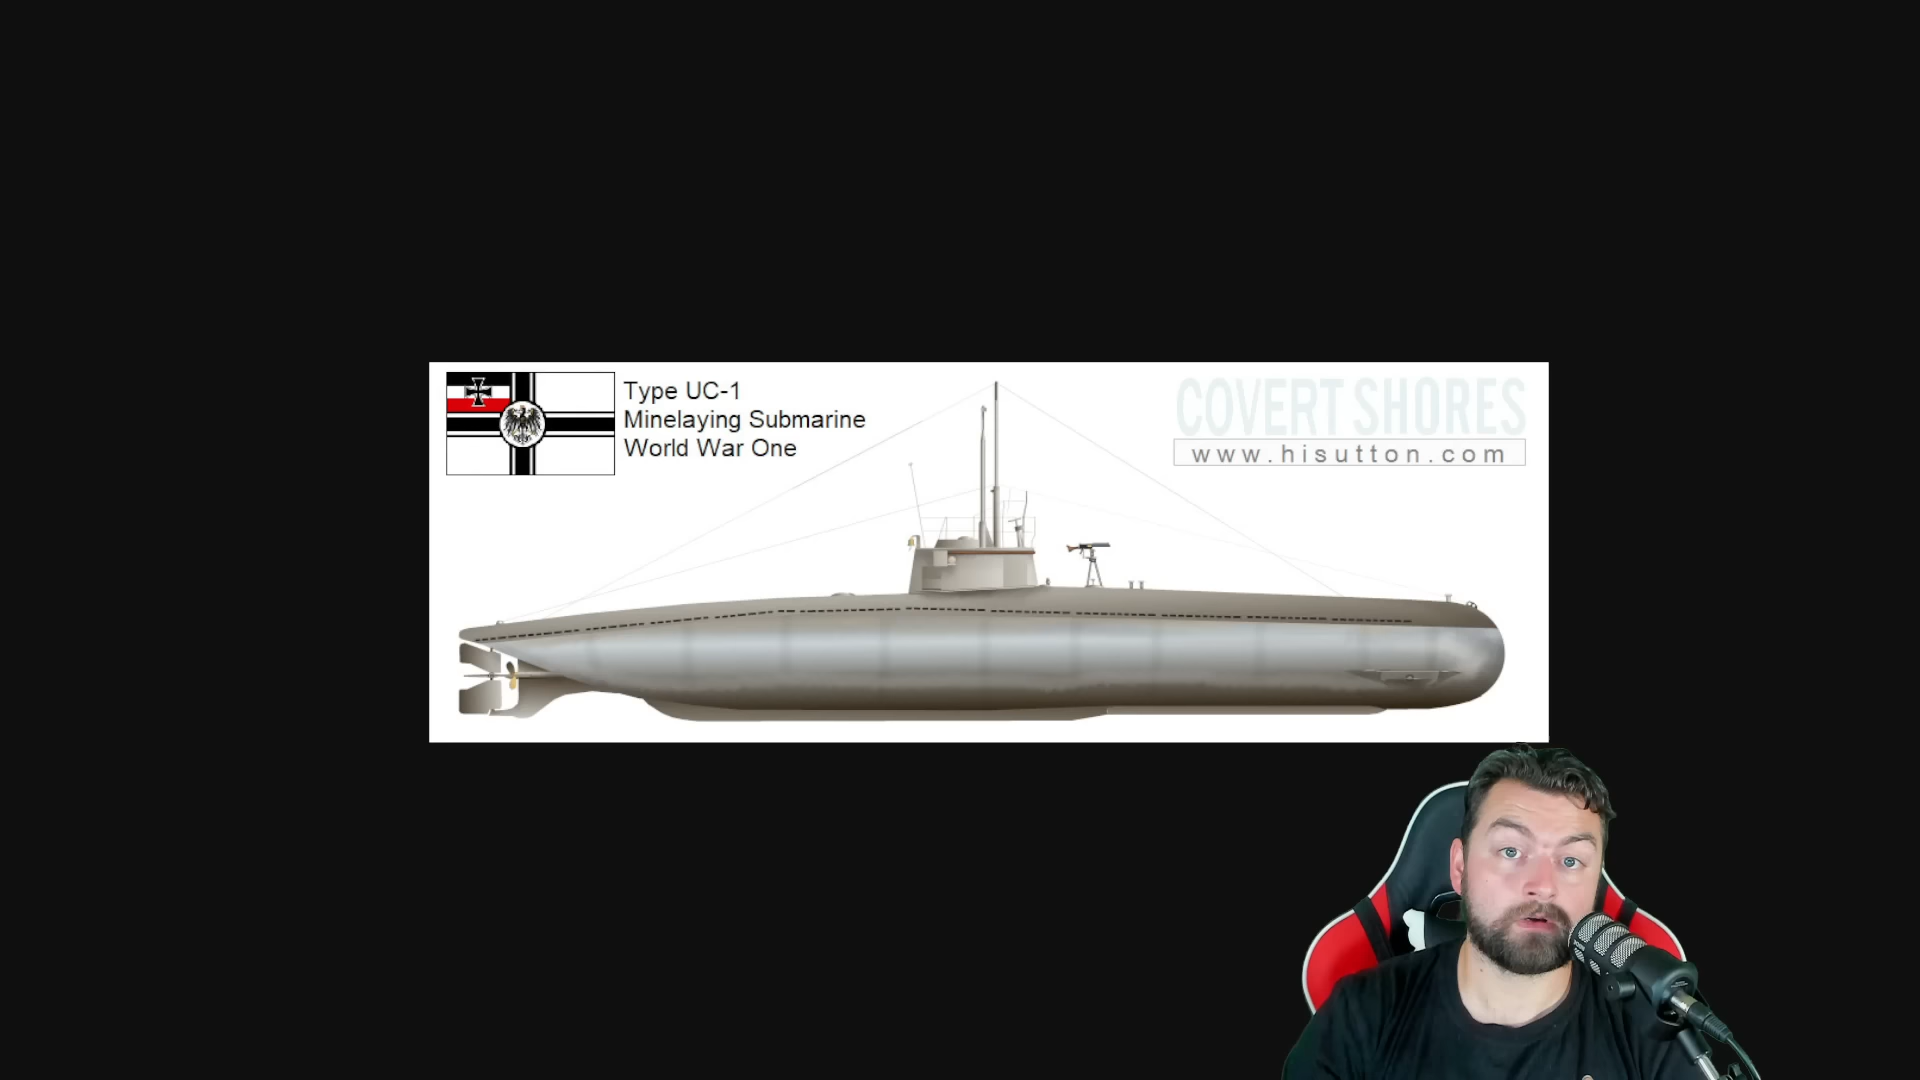 Type UC-1
Minelaying Submarine
World War One
COVERT SHORES
www.hisutton.com